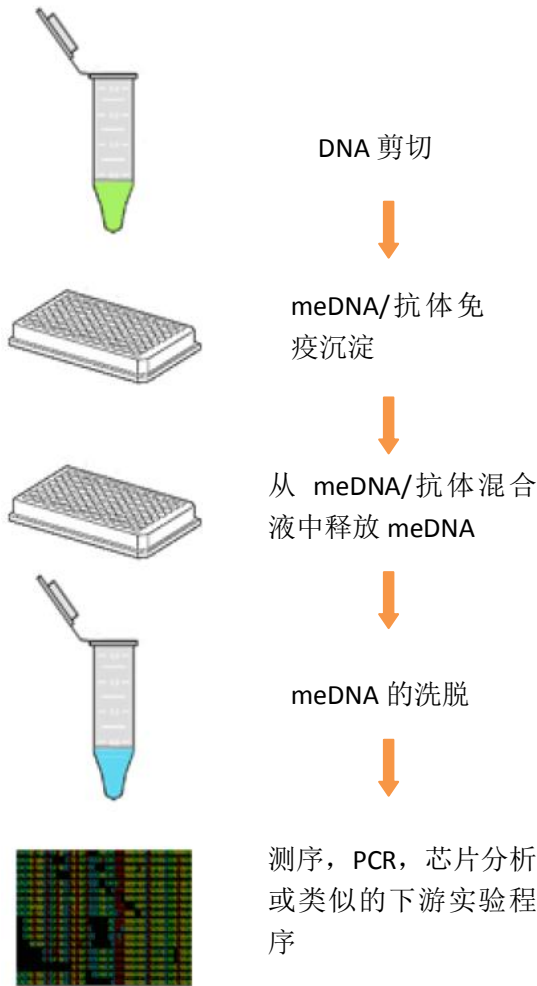 DNA 剪切
meDNA/抗体免
疫沉淀
从 meDNA/抗体混合
液中释放 meDNA
meDNA 的洗脱
测序，PCR，芯片分析
或类似的下游实验程
序